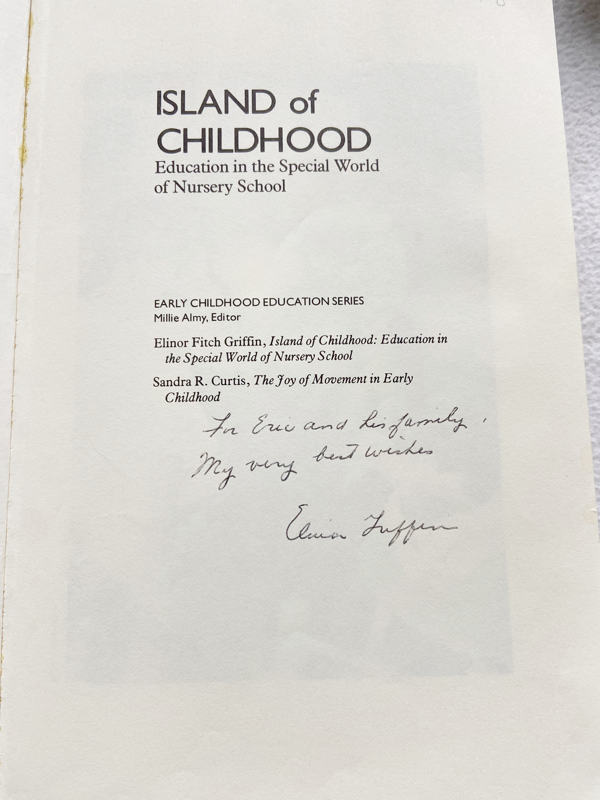 ISLAND of
CHILDHOOD
Education in the Special World
of Nursery School
EARLY CHILDHOOD EDUCATION SERIES
Millie Almy, Editor
Elinor Fitch Griffin, Island of Childhood: Education in
the Special World of Nursery School
Sandra R. Curtis, The Joy of Movement in Early
Childhood
For Eric and his family,
My very best wishes
Elinor Griffin